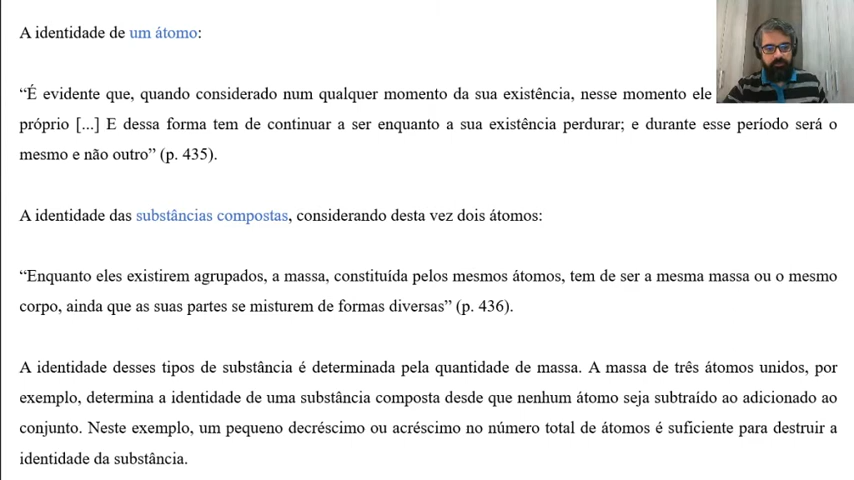 A identidade de um átomo:
“É evidente que, quando considerado num qualquer momento da sua existência, nesse momento ele
próprio [...] E dessa forma tem de continuar a ser enquanto a sua existência perdurar; e durante esse período será o
mesmo e não outro” (p. 435).
A identidade das substâncias compostas, considerando desta vez dois átomos:
“Enquanto eles existirem agrupados, a massa, constituída pelos mesmos átomos, tem de ser a mesma massa ou o mesmo
corpo, ainda que as suas partes se misturem de formas diversas” (p. 436).
A identidade desses tipos de substância é determinada pela quantidade de massa. A massa de três átomos unidos, por
exemplo, determina a identidade de uma substância composta desde que nenhum átomo seja subtraído ao adicionado ao
conjunto. Neste exemplo, um pequeno decréscimo ou acréscimo no número total de átomos é suficiente para destruir a
identidade da substância.